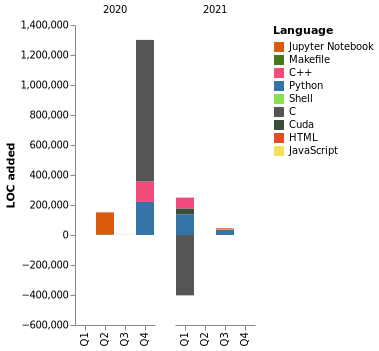 2020
2021
LOC added
1,400,000
1,200,000
1,000,000
800,000
600,000
400,000
200,000
0
−200,000
−400,000
−600,000
Q1
Q2
Q3
Q4
Q1
Q2
Q3
Q4
Language
Jupyter Notebook
Makefile
C++
Python
Shell
C
Cuda
HTML
JavaScript